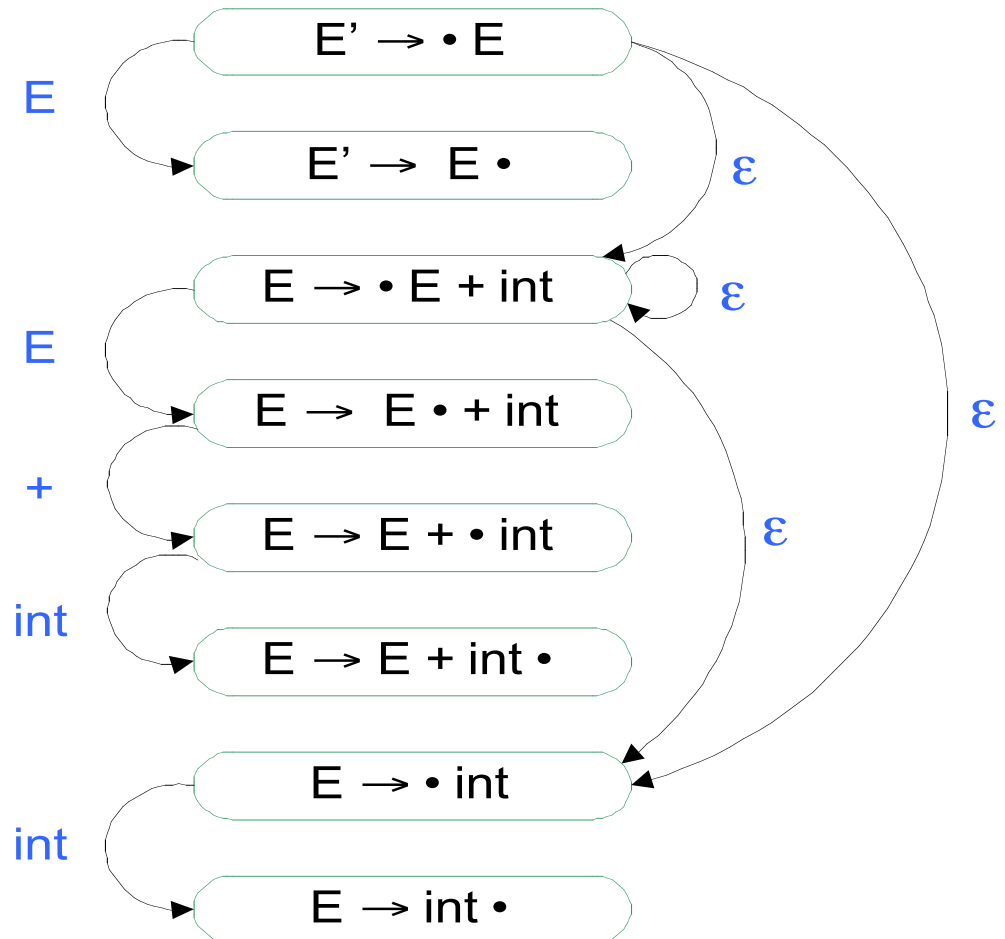 E’ → • E
E
E’ → E •
ε
E → • E + int
ε
E
E → E • + int
ε
+
E → E + • int
ε
int
E → E + int •
E → • int
int
E → int •